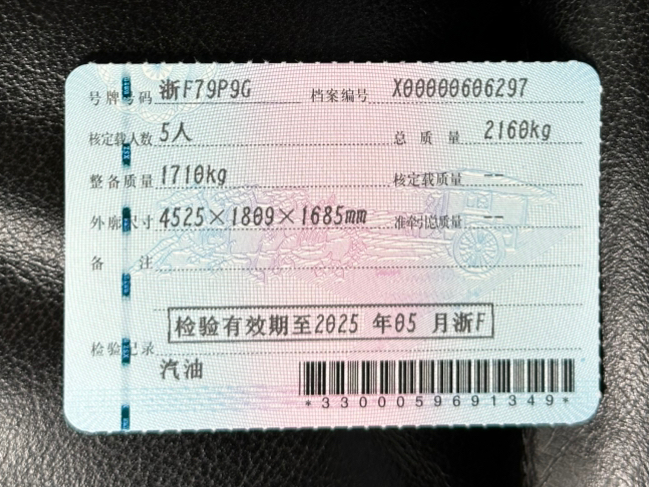 号牌号码 浙F79P9G 档案编号 X00000606297
核定载人数 5人 总质量 2160kg
整备质量 1710kg 核定载质量 --
外廓尺寸 4525×1809×1685mm 准牵引总质量 --
备注
检验有效期至2025 年05 月浙F
检验记录
汽油
*3300059691349*